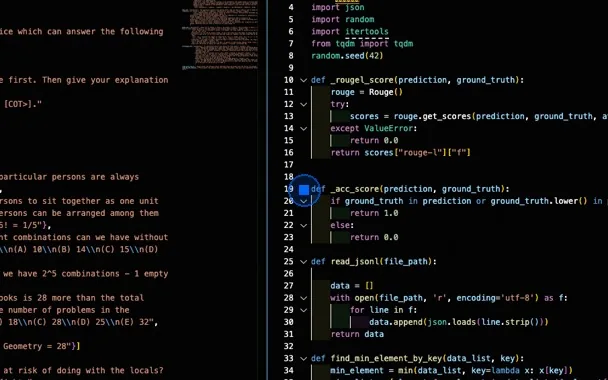 ice which can answer the following
e first. Then give your explanation
[COT>]."
particular persons are always
",
rsons to sit together as one unit
ersons can be arranged among them
5! = 1/5"},
nt combinations can we have without
\\n(A) 10\\n(B) 14\\n(C) 15\\n(D)
we have 2^5 combinations - 1 empty
ooks is 28 more than the total
e number of problems in the
) 18\\n(C) 28\\n(D) 25\\n(E) 32",
Geometry = 28"}]
at risk of doing with the locals?
4 import json
5 import random
6 import itertools
7 from tqdm import tqdm
8 random.seed(42)
9
10 def _rougel_score(prediction, ground_truth):
11 rouge = Rouge()
12 try:
13 scores = rouge.get_scores(prediction, ground_truth, a
14 except ValueError:
15 return 0.0
16 return scores["rouge-l"]["f"]
17
18
19 def _acc_score(prediction, ground_truth):
20 if ground_truth in prediction or ground_truth.lower() in p
21 return 1.0
22 else:
23 return 0.0
24
25 def read_jsonl(file_path):
26
27 data = []
28 with open(file_path, 'r', encoding='utf-8') as f:
29 for line in f:
30 data.append(json.loads(line.strip()))
31 return data
32
33 def find_min_element_by_key(data_list, key):
34 min_element = min(data_list, key=lambda x: x[key])